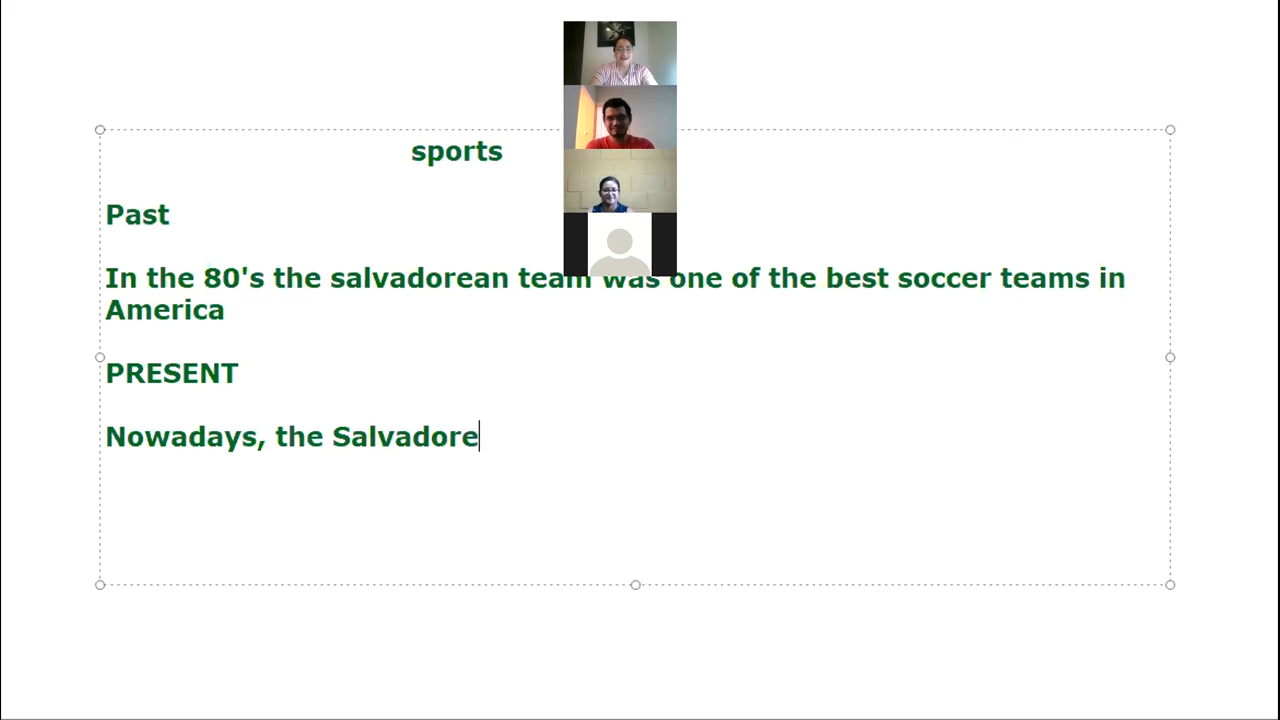 sports
Past
In the 80's the salvadorean team was one of the best soccer teams in
America
PRESENT
Nowadays, the Salvadore